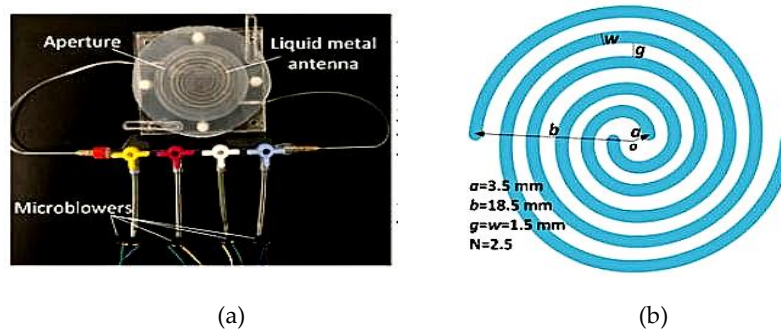 Aperture
Liquid metal
antenna
Microblowers
(a)
w
g
b
a
o
a=3.5 mm
b=18.5 mm
g=w=1.5 mm
N=2.5
(b)